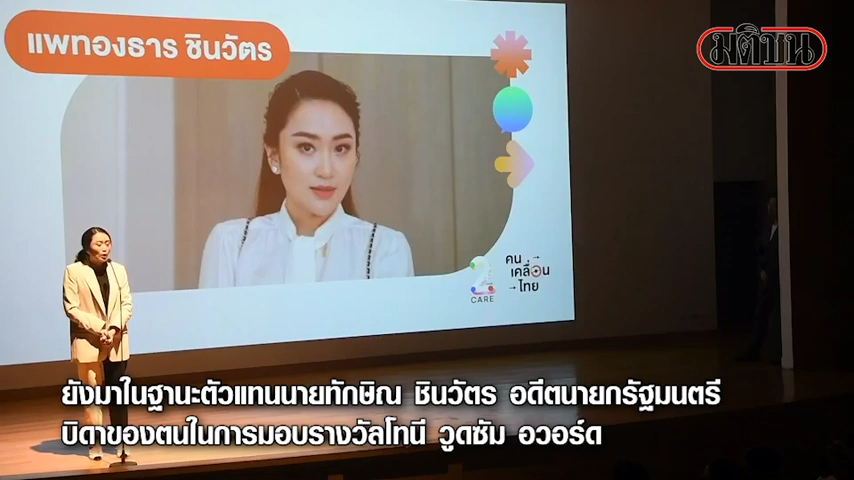 แพทองธาร ชินวัตร
มติชน
2
CARE
คน
เคลื่อน
ไทย
ยังมาในฐานะตัวแทนนายทักษิณ ชินวัตร อดีตนายกรัฐมนตรี
บิดาของตนในการมอบรางวัลโทนี วูดซัม อวอร์ด